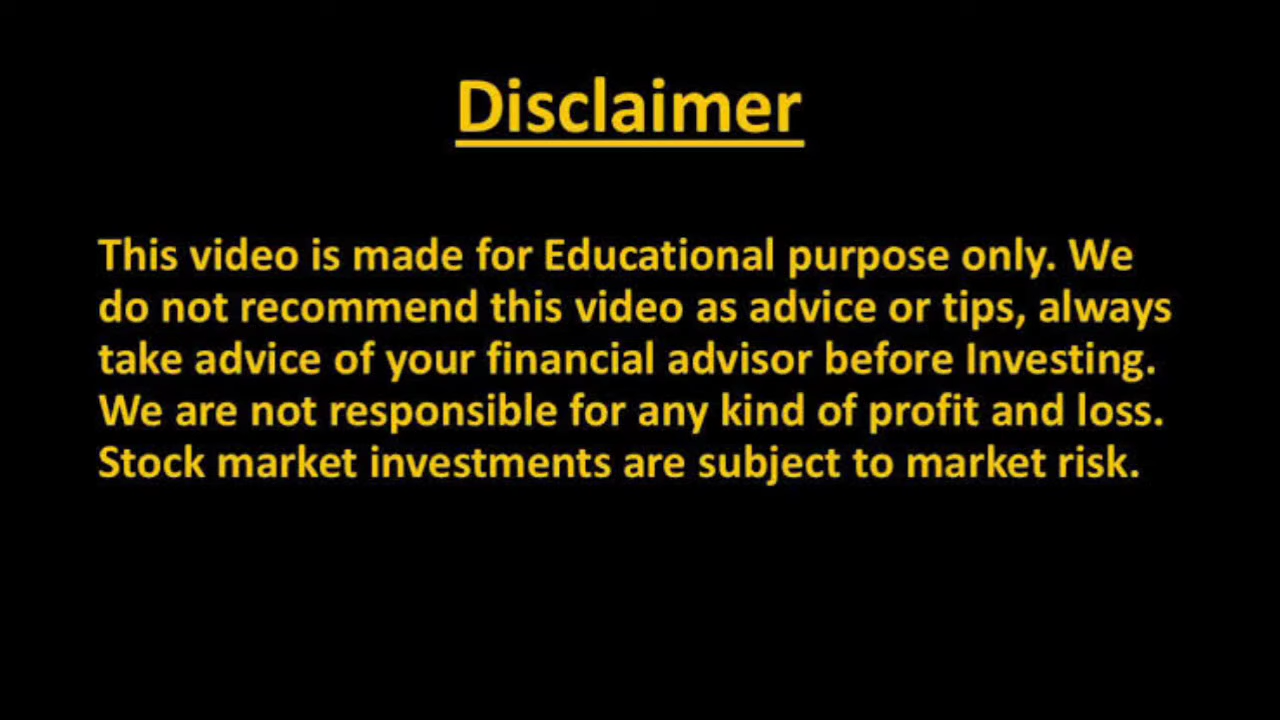 Disclaimer
This video is made for Educational purpose only. We
do not recommend this video as advice or tips, always
take advice of your financial advisor before Investing.
We are not responsible for any kind of profit and loss.
Stock market investments are subject to market risk.